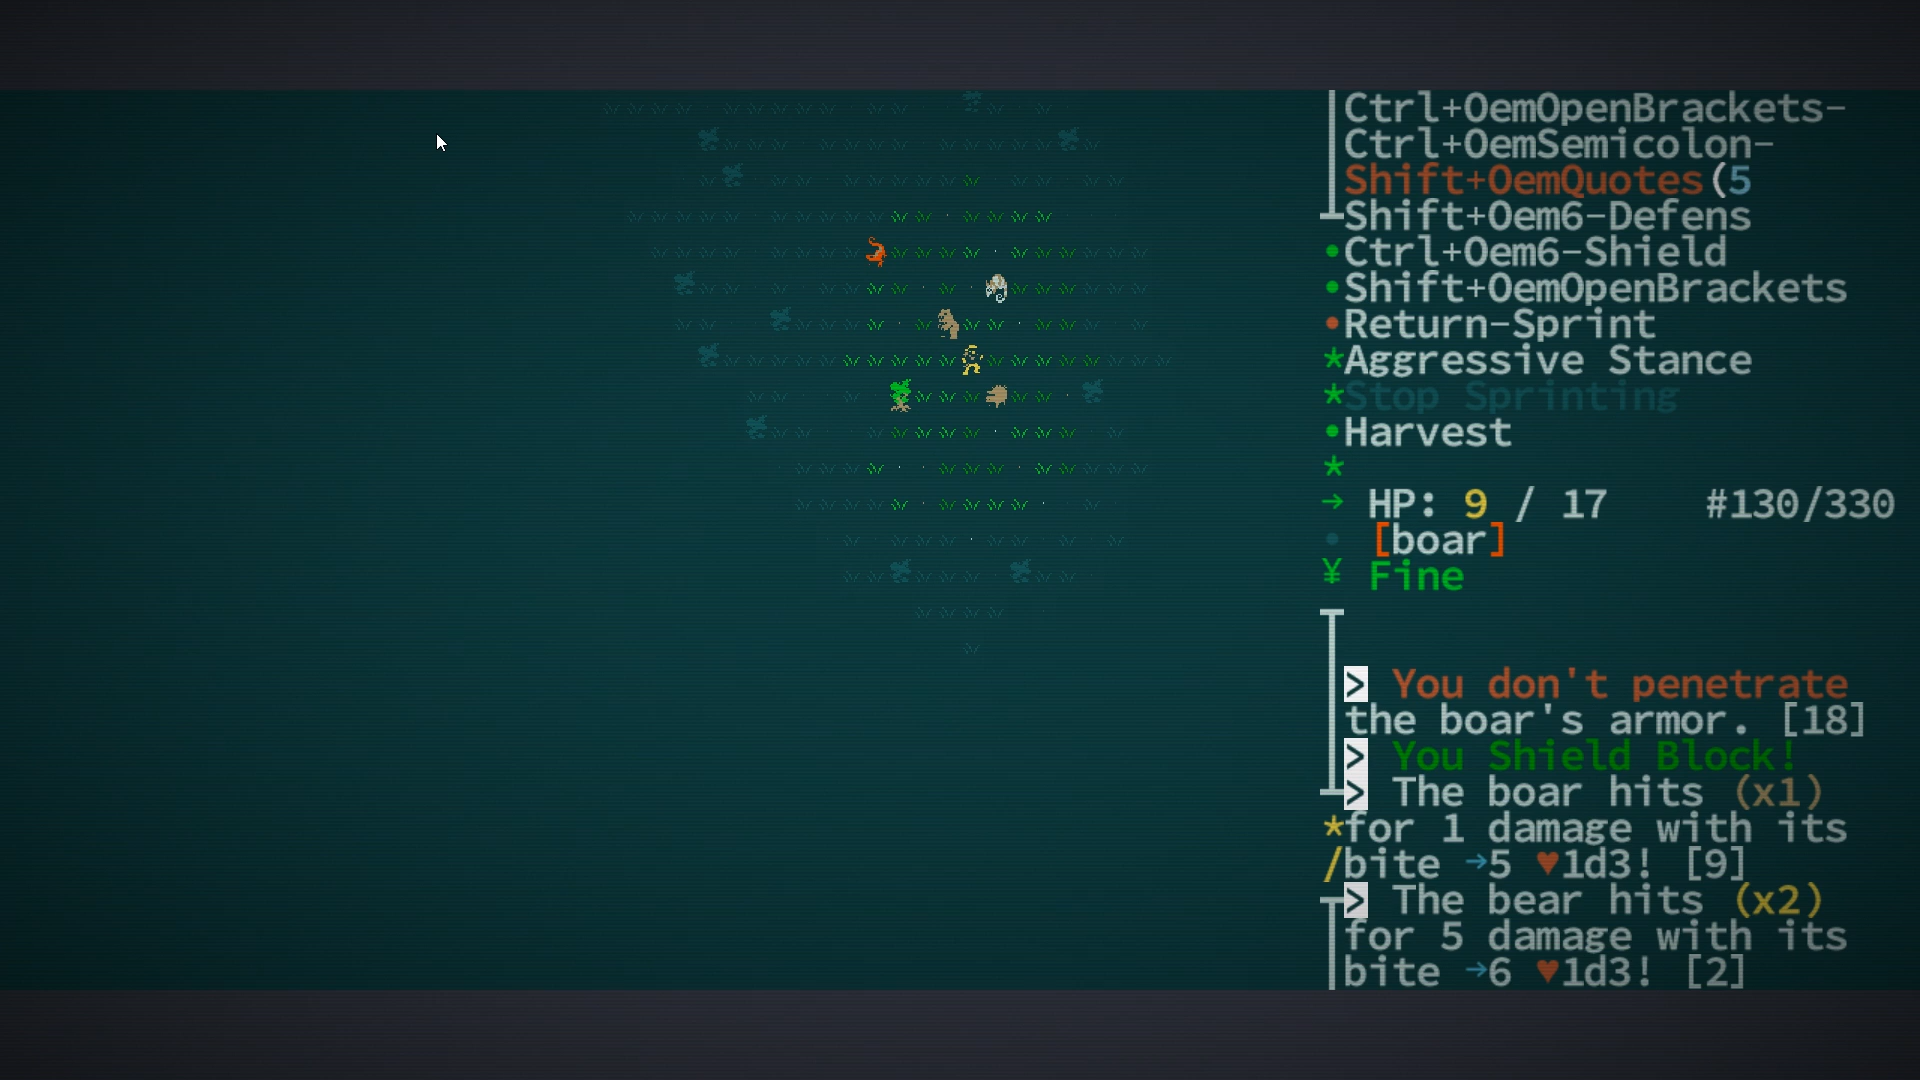 Ctrl+OemOpenBrackets-
Ctrl+OemSemicolon-
Shift+OemQuotes(5
Shift+Oem6-Defens
•Ctrl+Oem6-Shield
•Shift+OemOpenBrackets
•Return-Sprint
*Aggressive Stance
*Stop Sprinting
•Harvest
*
→ HP: 9 / 17 #130/330
• [boar]
¥ Fine
> You don't penetrate
the boar's armor. [18]
> You Shield Block!
> The boar hits (x1)
*for 1 damage with its
/bite →5 ♥1d3! [9]
> The bear hits (x2)
for 5 damage with its
bite →6 ♥1d3! [2]